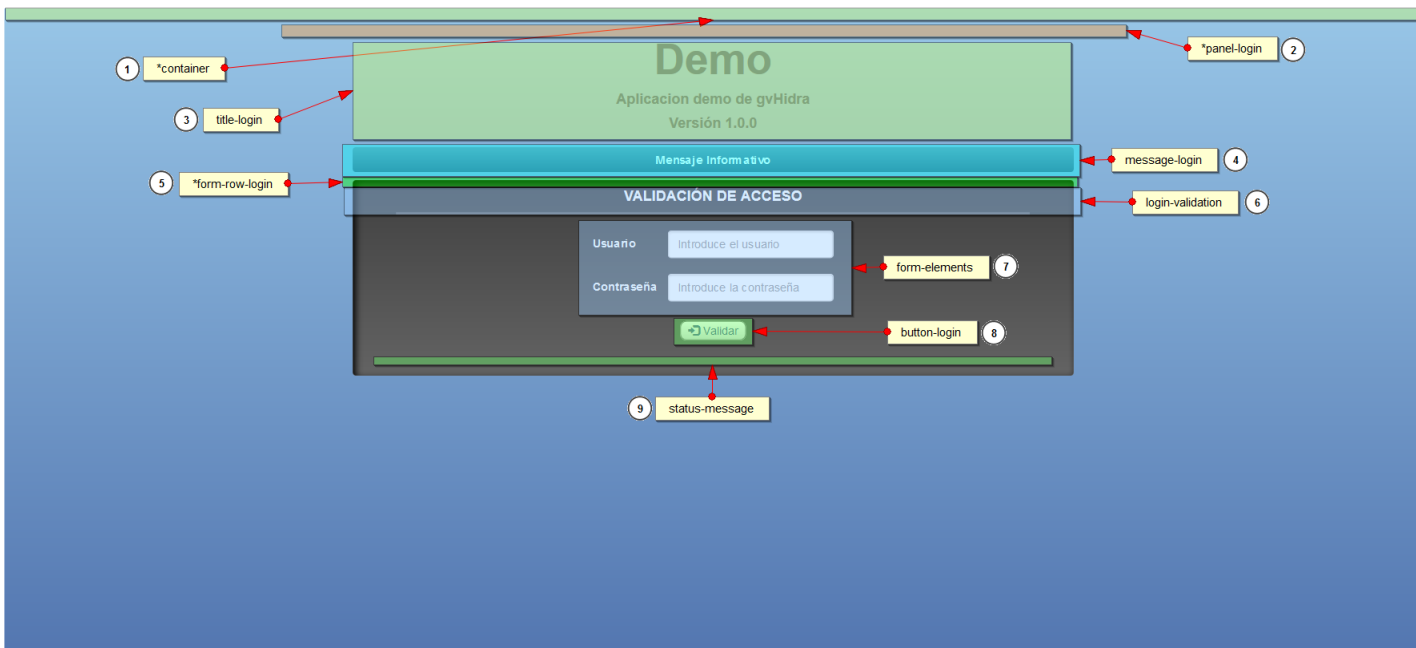 1 *container
*panel-login 2
Demo
Aplicacion demo de gvHidra
Versión 1.0.0
3 title-login
Mensaje Informativo
message-login 4
5 *form-row-login
VALIDACIÓN DE ACCESO
login-validation 6
Usuario Introduce el usuario
form-elements 7
Contraseña Introduce la contraseña
Validar
button-login 8
9 status-message